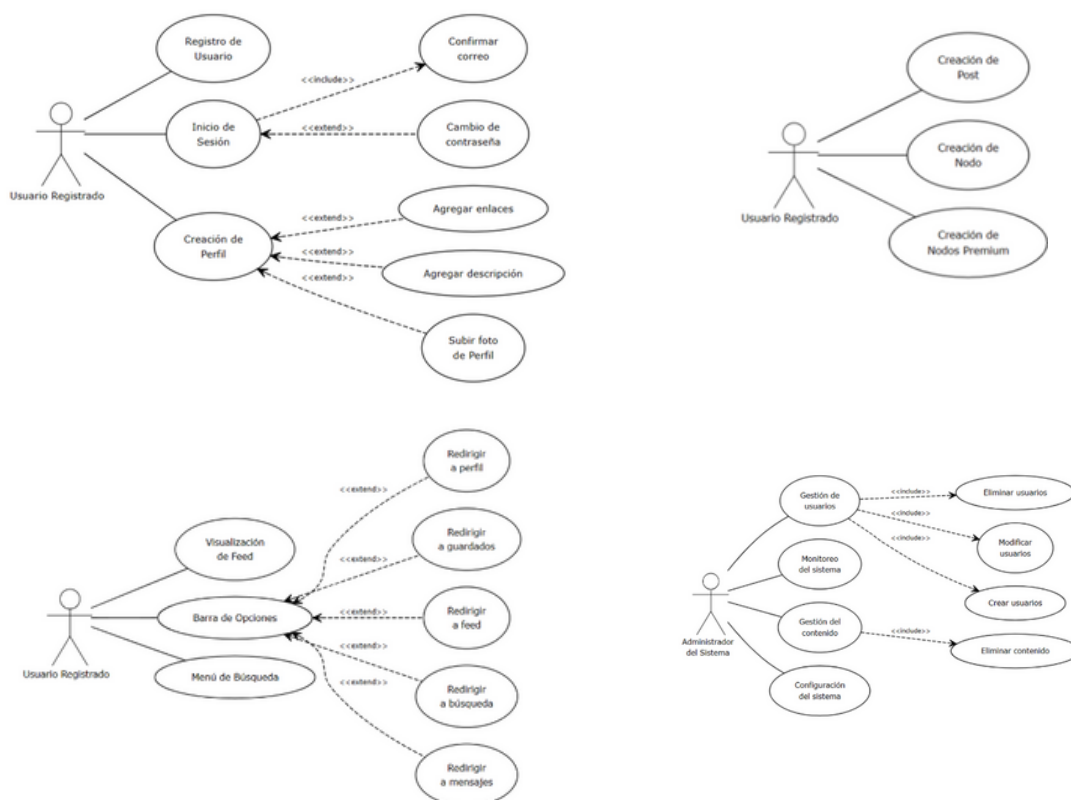 Registro de
Usuario
Confirmar
correo
<<include>>
Inicio de
Sesión
<<extend>>
Cambio de
contraseña
Usuario Registrado
Creación de
Perfil
<<extend>>
Agregar enlaces
<<extend>>
Agregar descripción
<<extend>>
Subir foto
de Perfil
Creación de
Post
Creación de
Nodo
Usuario Registrado
Creación de
Nodos Premium
Redirigir
a perfil
<<extend>>
Visualización
de Feed
<<extend>>
Redirigir
a guardados
Barra de Opciones
<<extend>>
Redirigir
a feed
Usuario Registrado
Menú de Búsqueda
<<extend>>
Redirigir
a búsqueda
<<extend>>
Redirigir
a mensajes
Gestión de
usuarios
<<include>>
Eliminar usuarios
<<include>>
Modificar
usuarios
<<include>>
Crear usuarios
Monitoreo
del sistema
Administrador
del Sistema
Gestión del
contenido
<<include>>
Eliminar contenido
Configuración
del sistema